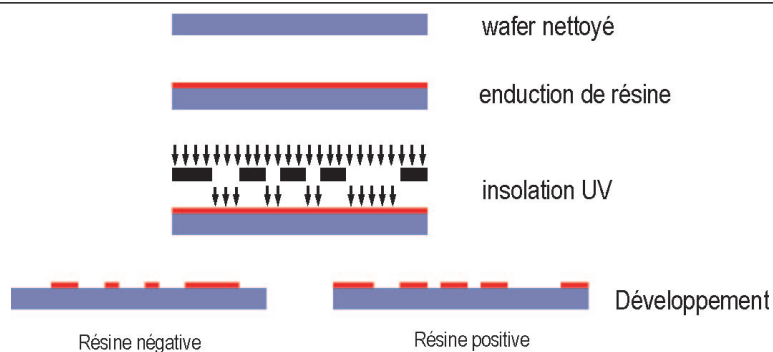 wafer nettoyé
enduction de résine
insolation UV
Développement
Résine négative
Résine positive